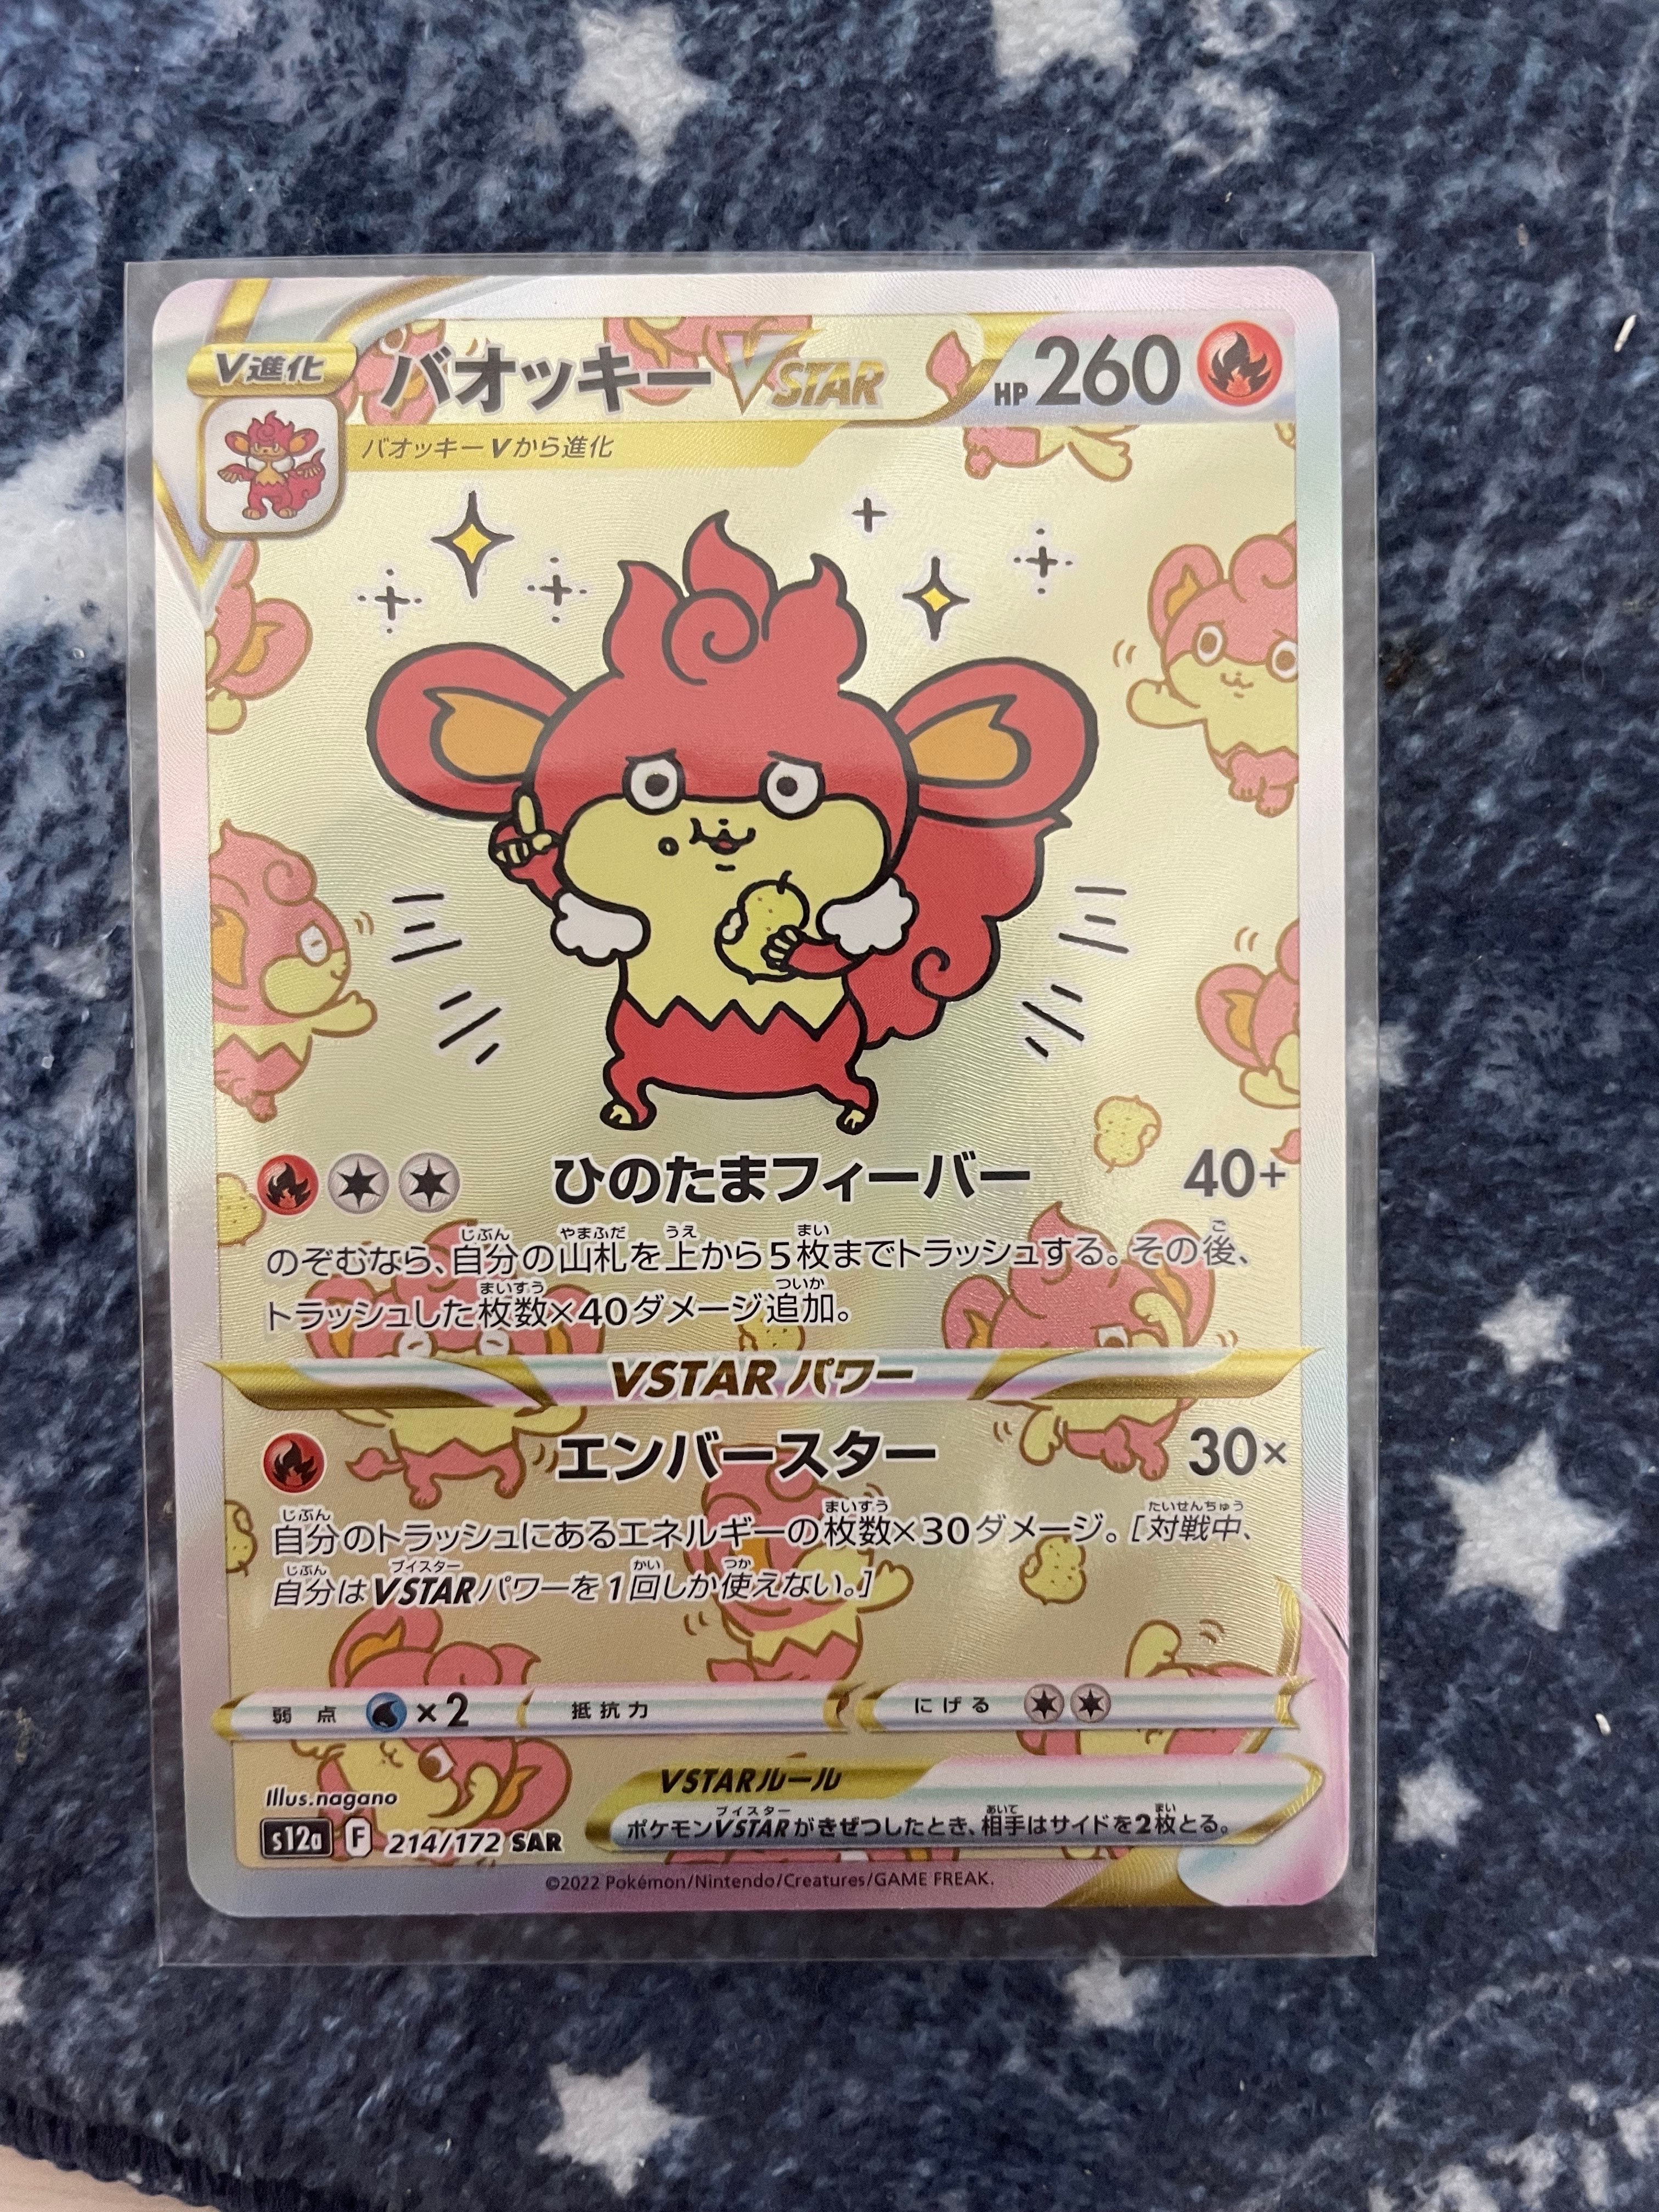 V進化
バオッキー VSTAR
HP 260
バオッキーVから進化
ひのたまフィーバー 40+
のぞむなら、自分の山札を上から5枚までトラッシュする。その後、
トラッシュした枚数×40ダメージ追加。
VSTARパワー
エンバースター 30×
自分のトラッシュにあるエネルギーの枚数×30ダメージ。[対戦中、
自分はVSTARパワーを1回しか使えない。]
弱点 ×2 抵抗力 にげる
Illus.nagano
VSTARルール
ポケモンVSTARがきぜつしたとき、相手はサイドを2枚とる。
s12a F 214/172 SAR
©2022 Pokémon/Nintendo/Creatures/GAME FREAK.